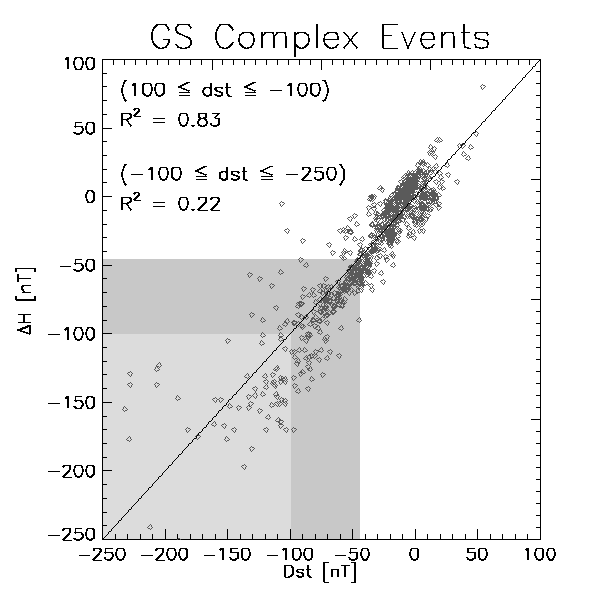 GS Complex Events
(100 ≦ dst ≦ −100)
R² = 0.83
(−100 ≦ dst ≦ −250)
R² = 0.22
100
50
0
−50
−100
−150
−200
−250
ΔH [nT]
−250 −200 −150 −100 −50 0 50 100
Dst [nT]